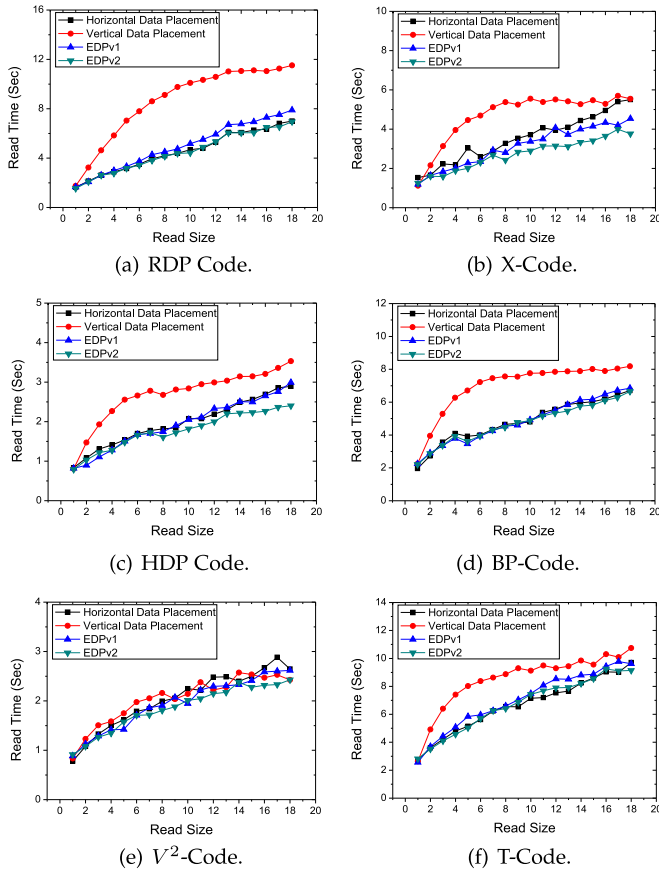 Read Time (Sec)
16
12
8
4
0
Horizontal Data Placement
Vertical Data Placement
EDPv1
EDPv2
0 2 4 6 8 10 12 14 16 18 20
Read Size
(a) RDP Code.
Read Time (Sec)
10
8
6
4
2
0
Horizontal Data Placement
Vertical Data Placement
EDPv1
EDPv2
0 2 4 6 8 10 12 14 16 18 20
Read Size
(b) X-Code.
Read Time (Sec)
5
4
3
2
1
0
Horizontal Data Placement
Vertical Data Placement
EDPv1
EDPv2
0 2 4 6 8 10 12 14 16 18 20
Read Size
(c) HDP Code.
Read Time (Sec)
12
10
8
6
4
2
0
Horizontal Data Placement
Vertical Data Placement
EDPv1
EDPv2
0 2 4 6 8 10 12 14 16 18 20
Read Size
(d) BP-Code.
Read Time (Sec)
4
3
2
1
0
Horizontal Data Placement
Vertical Data Placement
EDPv1
EDPv2
0 2 4 6 8 10 12 14 16 18 20
Read Size
(e) V²-Code.
Read Time (Sec)
14
12
10
8
6
4
2
0
Horizontal Data Placement
Vertical Data Placement
EDPv1
EDPv2
0 2 4 6 8 10 12 14 16 18 20
Read Size
(f) T-Code.